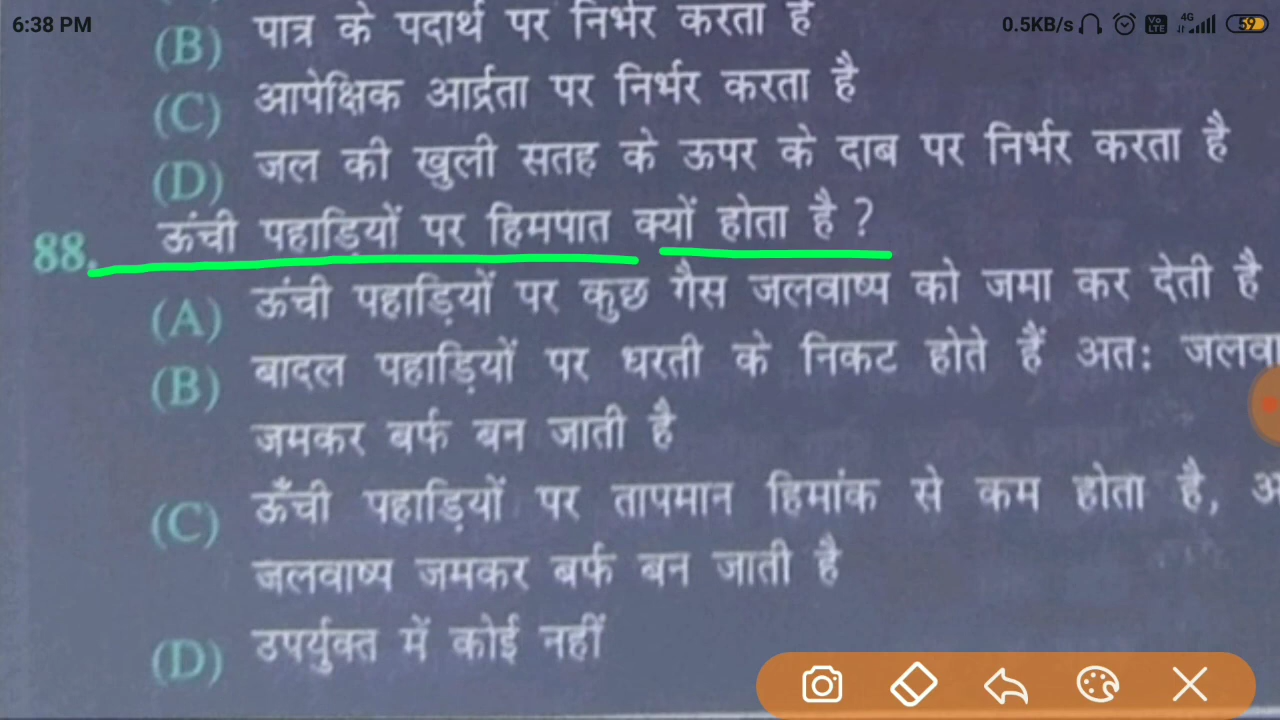 6:38 PM 0.5KB/s 4G 59
(B) पात्र के पदार्थ पर निर्भर करता है
(C) आपेक्षिक आर्द्रता पर निर्भर करता है
(D) जल की खुली सतह के ऊपर के दाब पर निर्भर करता है
88. ऊंची पहाड़ियों पर हिमपात क्यों होता है ?
(A) ऊंची पहाड़ियों पर कुछ गैस जलवाष्प को जमा कर देती है
(B) बादल पहाड़ियों पर धरती के निकट होते हैं अत: जलवा
जमकर बर्फ बन जाती है
(C) ऊँची पहाड़ियों पर तापमान हिमांक से कम होता है,
जलवाष्प जमकर बर्फ बन जाती है
(D) उपर्युक्त में कोई नहीं